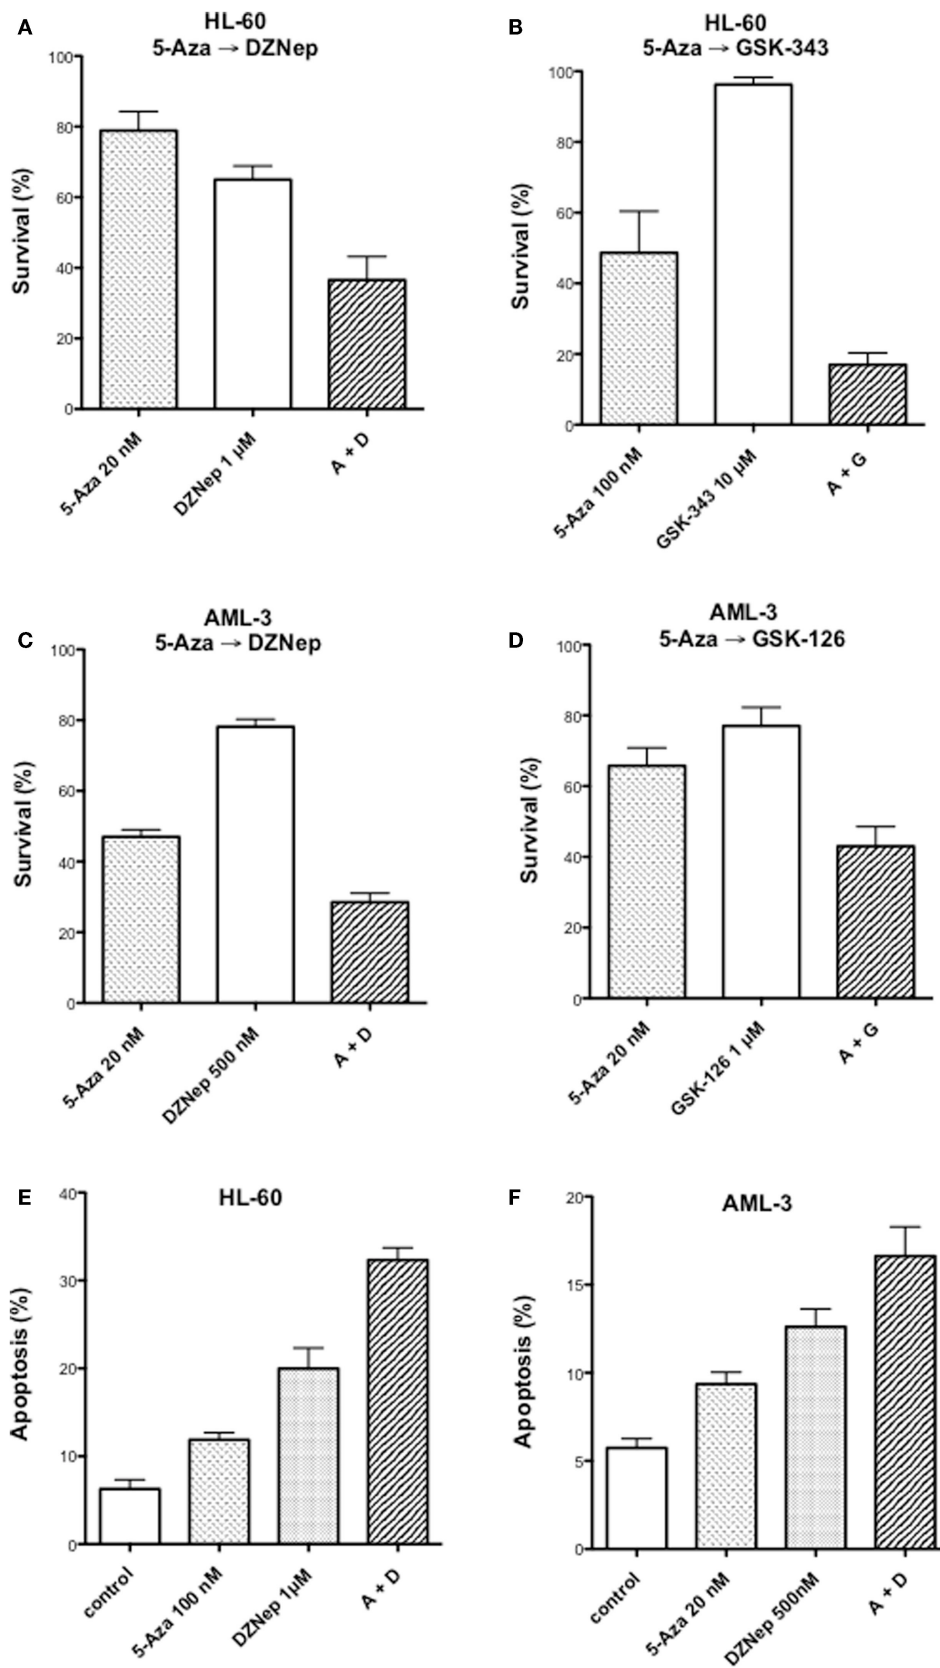 A
HL-60
5-Aza → DZNep
Survival (%)
100
80
60
40
20
0
5-Aza 20 nM
DZNep 1 µM
A + D
B
HL-60
5-Aza → GSK-343
Survival (%)
100
80
60
40
20
0
5-Aza 100 nM
GSK-343 10 µM
A + G
C
AML-3
5-Aza → DZNep
Survival (%)
100
80
60
40
20
0
5-Aza 20 nM
DZNep 500 nM
A + D
D
AML-3
5-Aza → GSK-126
Survival (%)
100
80
60
40
20
0
5-Aza 20 nM
GSK-126 1 µM
A + G
E
HL-60
Apoptosis (%)
40
30
20
10
0
control
5-Aza 100 nM
DZNep 1µM
A + D
F
AML-3
Apoptosis (%)
20
15
10
5
0
control
5-Aza 20 nM
DZNep 500nM
A + D